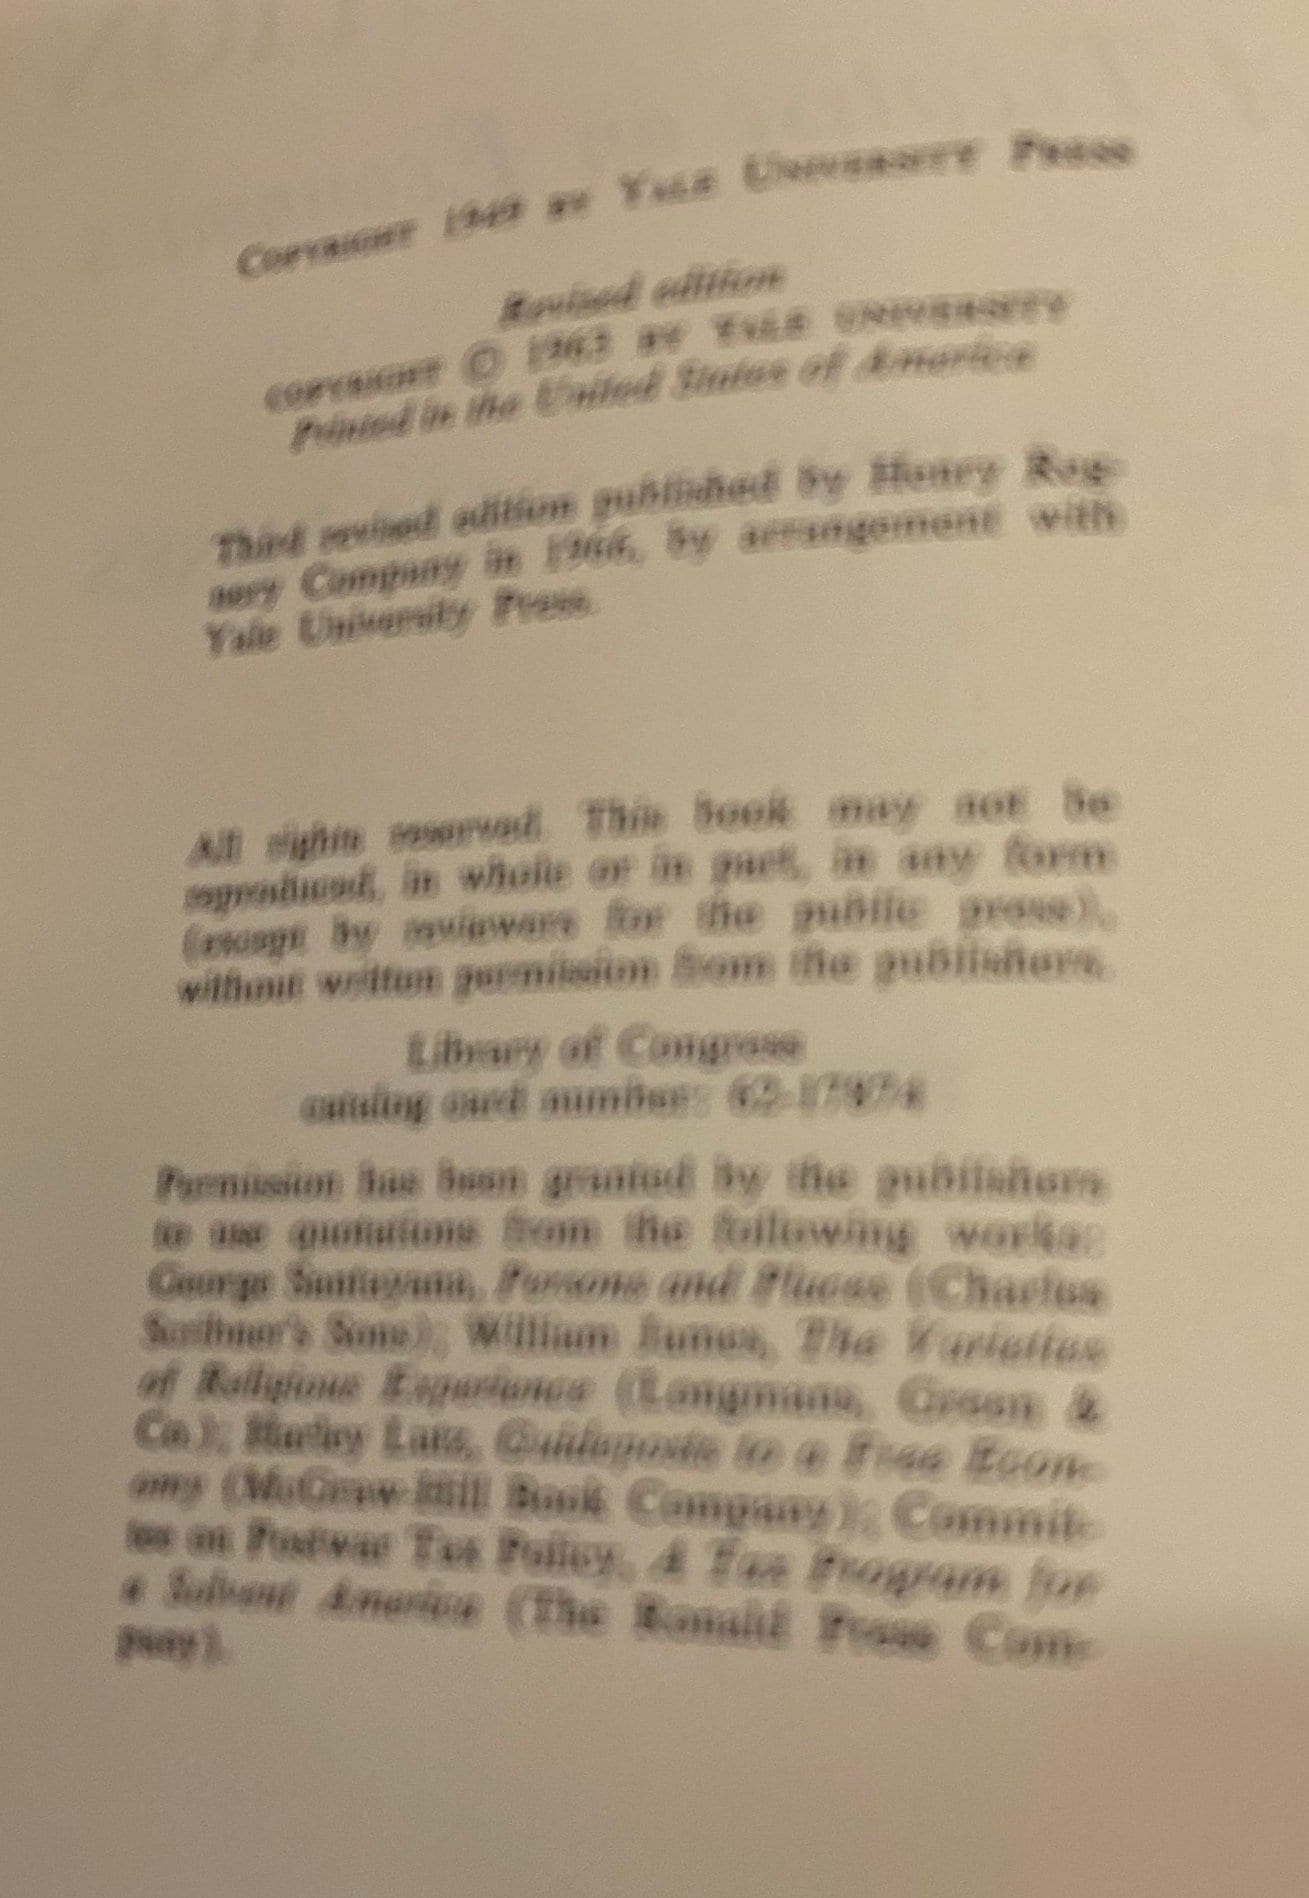 COPYRIGHT 1949 BY YALE UNIVERSITY PRESS
Revised edition
COPYRIGHT © 1963 BY YALE UNIVERSITY
Printed in the United States of America
Third revised edition published by Henry Reg-
nery Company in 1966, by arrangement with
Yale University Press.
All rights reserved. This book may not be
reproduced, in whole or in part, in any form
(except by reviewers for the public press),
without written permission from the publishers.
Library of Congress
catalog card number:
Permission has been granted by the publishers
to use quotations from the following works:
George Santayana, Persons and Places (Charles
Scribner's Sons); William James, The Varieties
of Religious Experience (Longmans, Green &
Co.); Harley Lutz, Guideposts to a Free Econ-
omy (McGraw-Hill Book Company); Commit-
tee on Postwar Tax Policy, A Tax Program for
a Solvent America (The Ronald Press Com-
pany).